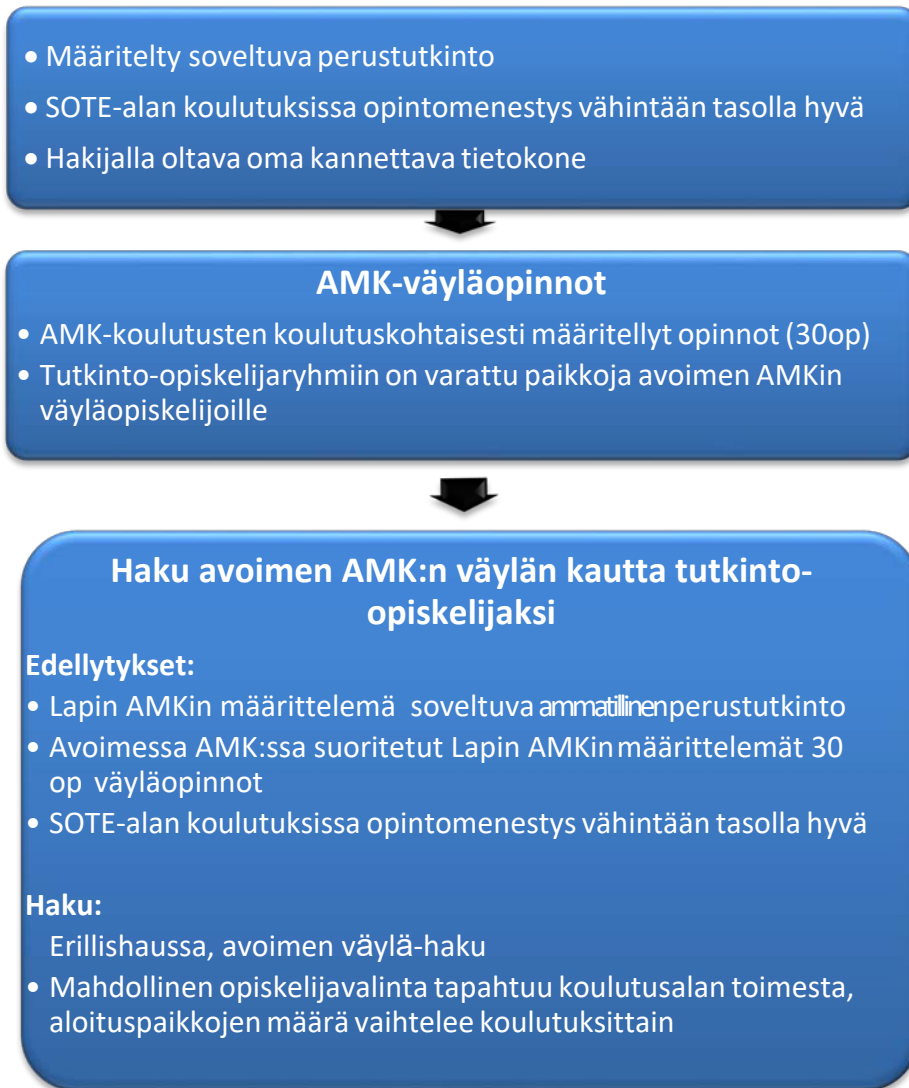 • Määritelty soveltuva perustutkinto
• SOTE-alan koulutuksissa opintomenestys vähintään tasolla hyvä
• Hakijalla oltava oma kannettava tietokone
AMK-väyläopinnot
• AMK-koulutusten koulutuskohtaisesti määritellyt opinnot (30op)
• Tutkinto-opiskelijaryhmiin on varattu paikkoja avoimen AMKin
väyläopiskelijoille
Haku avoimen AMK:n väylän kautta tutkinto-
opiskelijaksi
Edellytykset:
• Lapin AMKin määrittelemä soveltuva ammatillinen perustutkinto
• Avoimessa AMK:ssa suoritetut Lapin AMKin määrittelemät 30
op väyläopinnot
• SOTE-alan koulutuksissa opintomenestys vähintään tasolla hyvä
Haku:
Erillishaussa, avoimen väylä-haku
• Mahdollinen opiskelijavalinta tapahtuu koulutusalan toimesta,
aloituspaikkojen määrä vaihtelee koulutuksittain